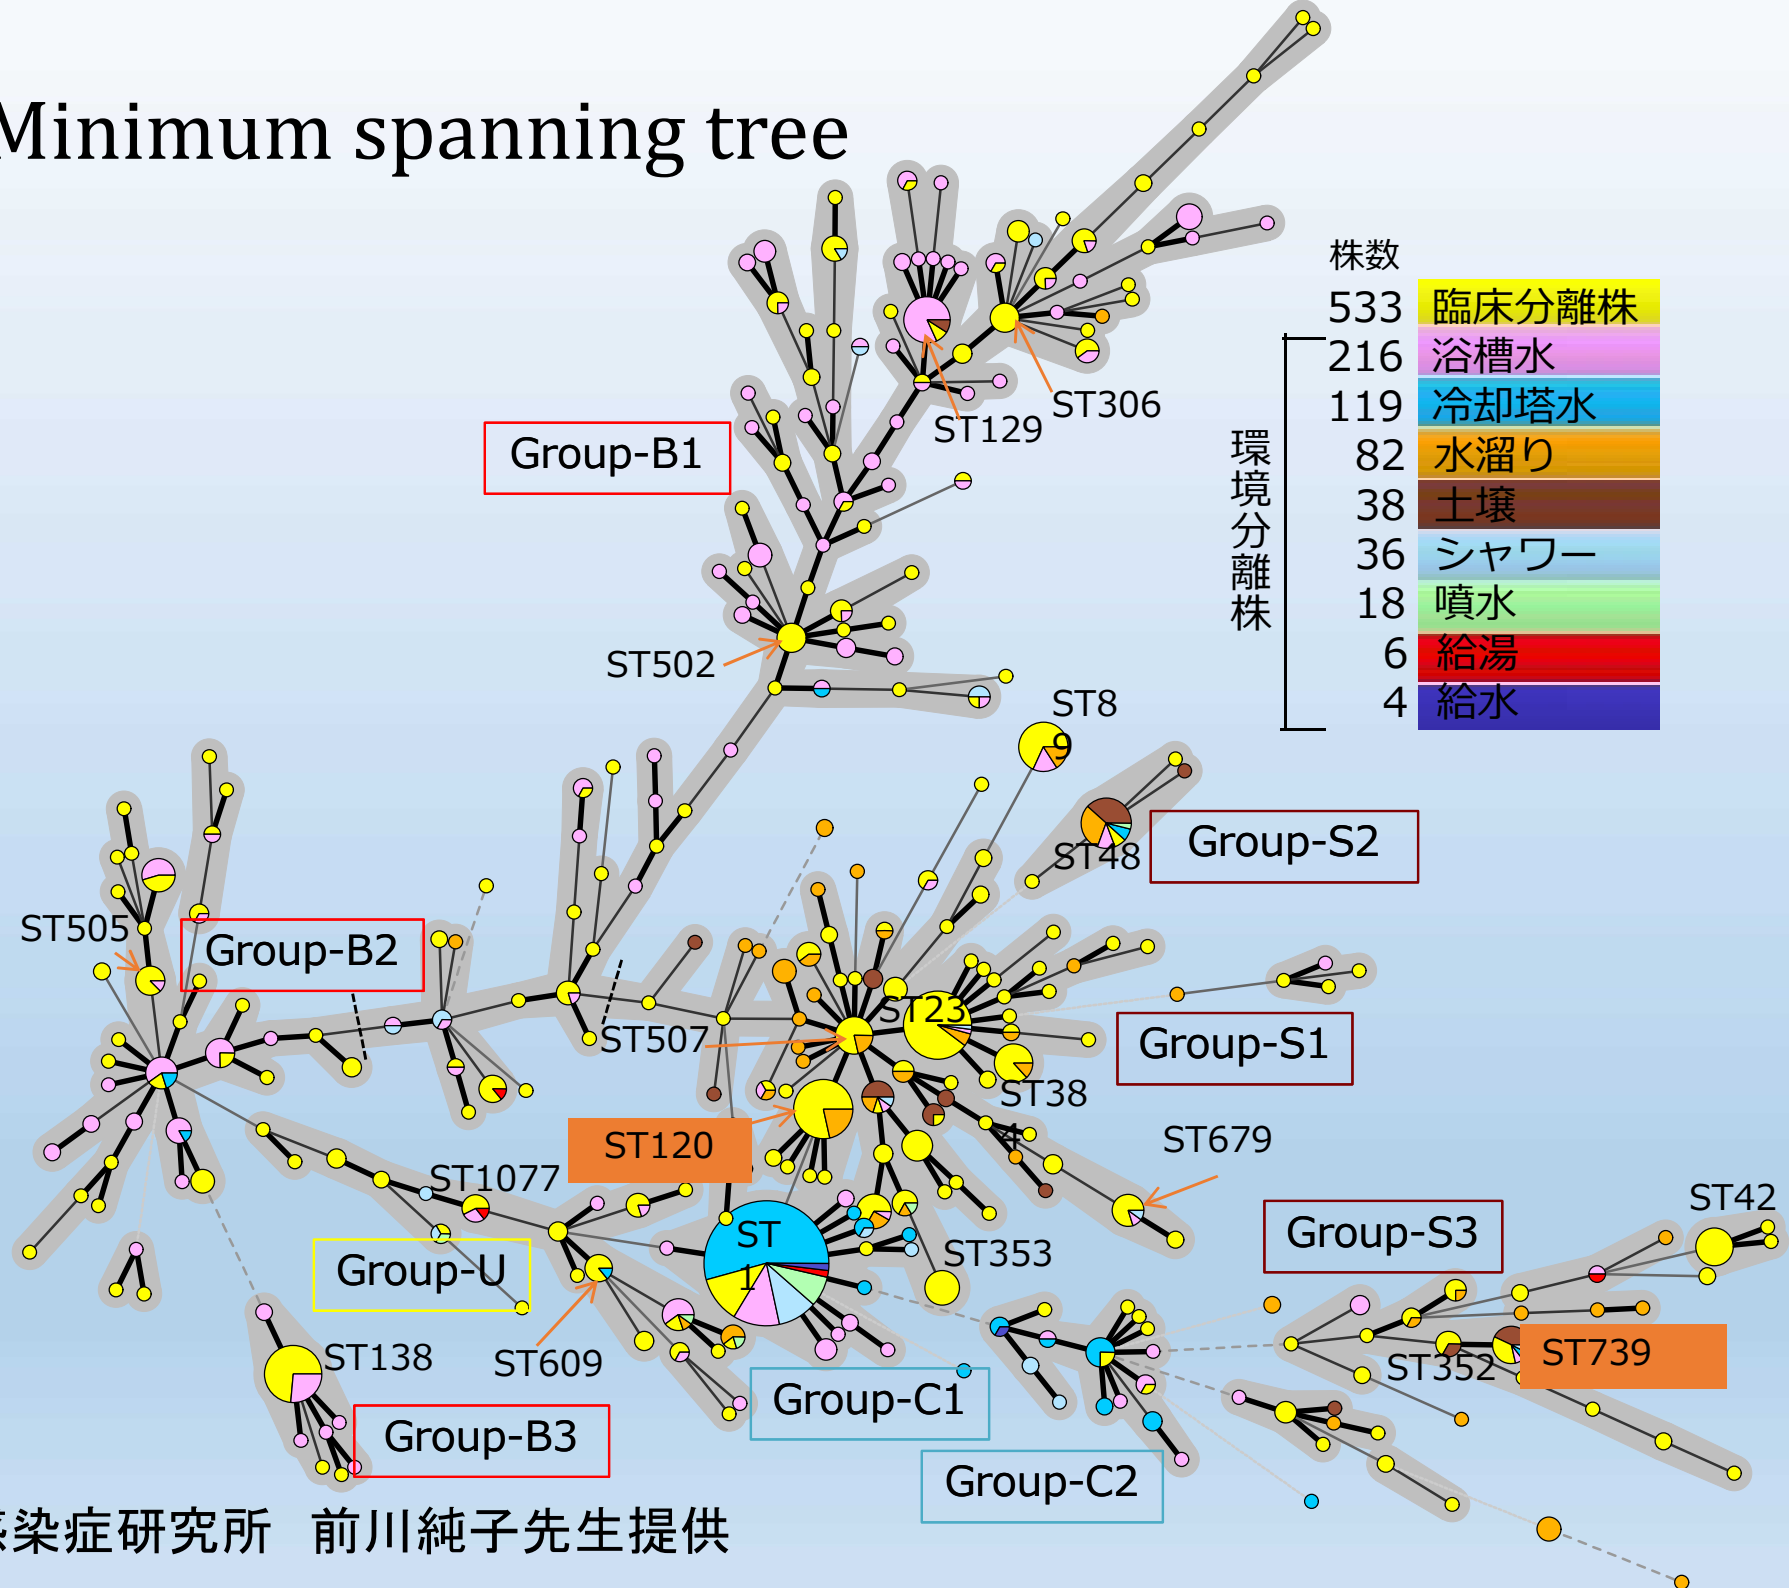 Minimum spanning tree
株数
533 臨床分離株
216 浴槽水
119 冷却塔水
82 水溜り
38 土壌
36 シャワー
18 噴水
6 給湯
4 給水
環境分離株
ST306
ST129
Group-B1
ST502
ST8
9
Group-S2
ST48
ST505
Group-B2
ST23
ST507
Group-S1
ST38
4
ST120
ST679
ST1077
ST42
Group-S3
ST
1
ST353
Group-U
ST138
ST609
ST352
ST739
Group-C1
Group-B3
Group-C2
感染症研究所 前川純子先生提供